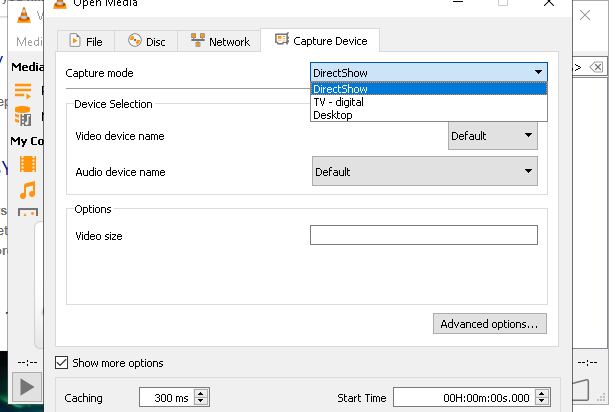 Open Media
File
Disc
Network
Capture Device
Media
Capture mode
DirectShow
DirectShow
TV - digital
Desktop
Device Selection
Video device name
Default
Audio device name
Default
My Co
Options
Video size
Advanced options...
--:--
--:--
Show more options
Caching
300 ms
Start Time
00H:00m:00s.000